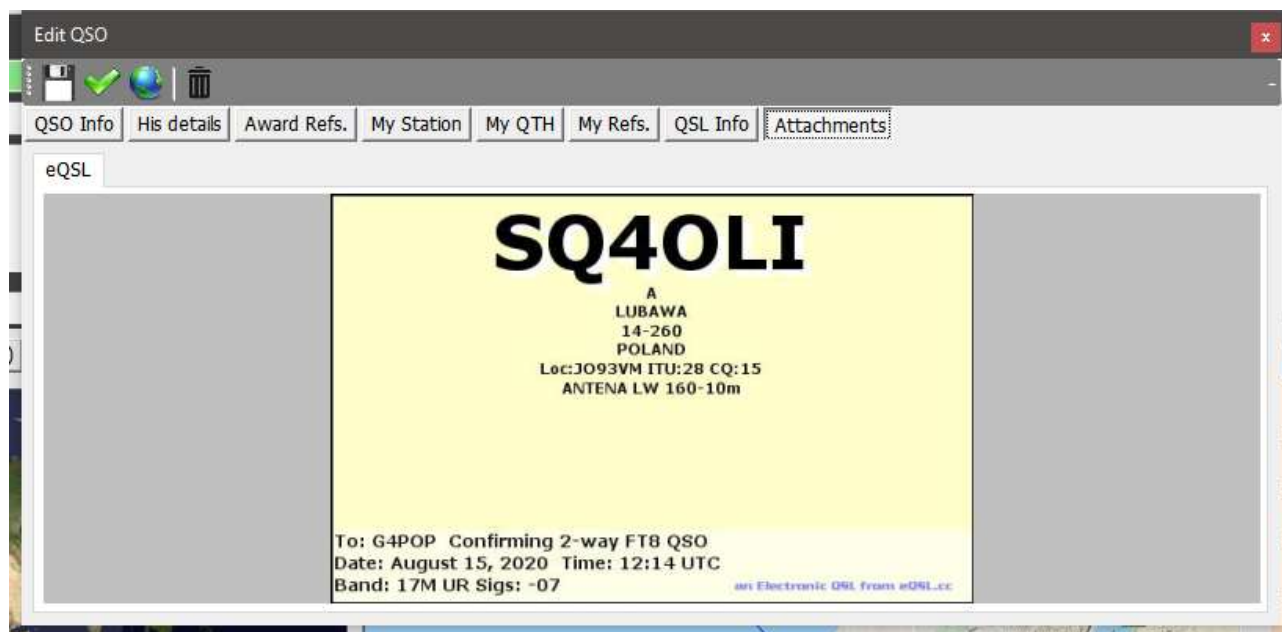 Edit QSO
x
QSO Info His details Award Refs. My Station My QTH My Refs. QSL Info Attachments
eQSL
SQ4OLI
A
LUBAWA
14-260
POLAND
Loc:JO93VM ITU:28 CQ:15
ANTENA LW 160-10m
To: G4POP Confirming 2-way FT8 QSO
Date: August 15, 2020 Time: 12:14 UTC
Band: 17M UR Sigs: -07
an Electronic QSL from eQSL.cc